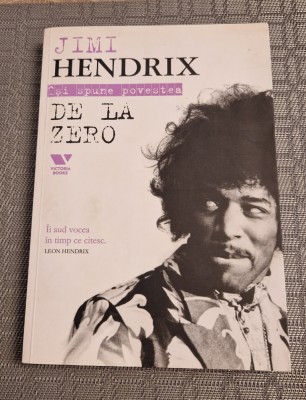 JIMI
HENDRIX
își spune povestea
DE LA
ZERO
VICTORIA
BOOKS
Îi aud vocea
în timp ce citesc.
LEON HENDRIX